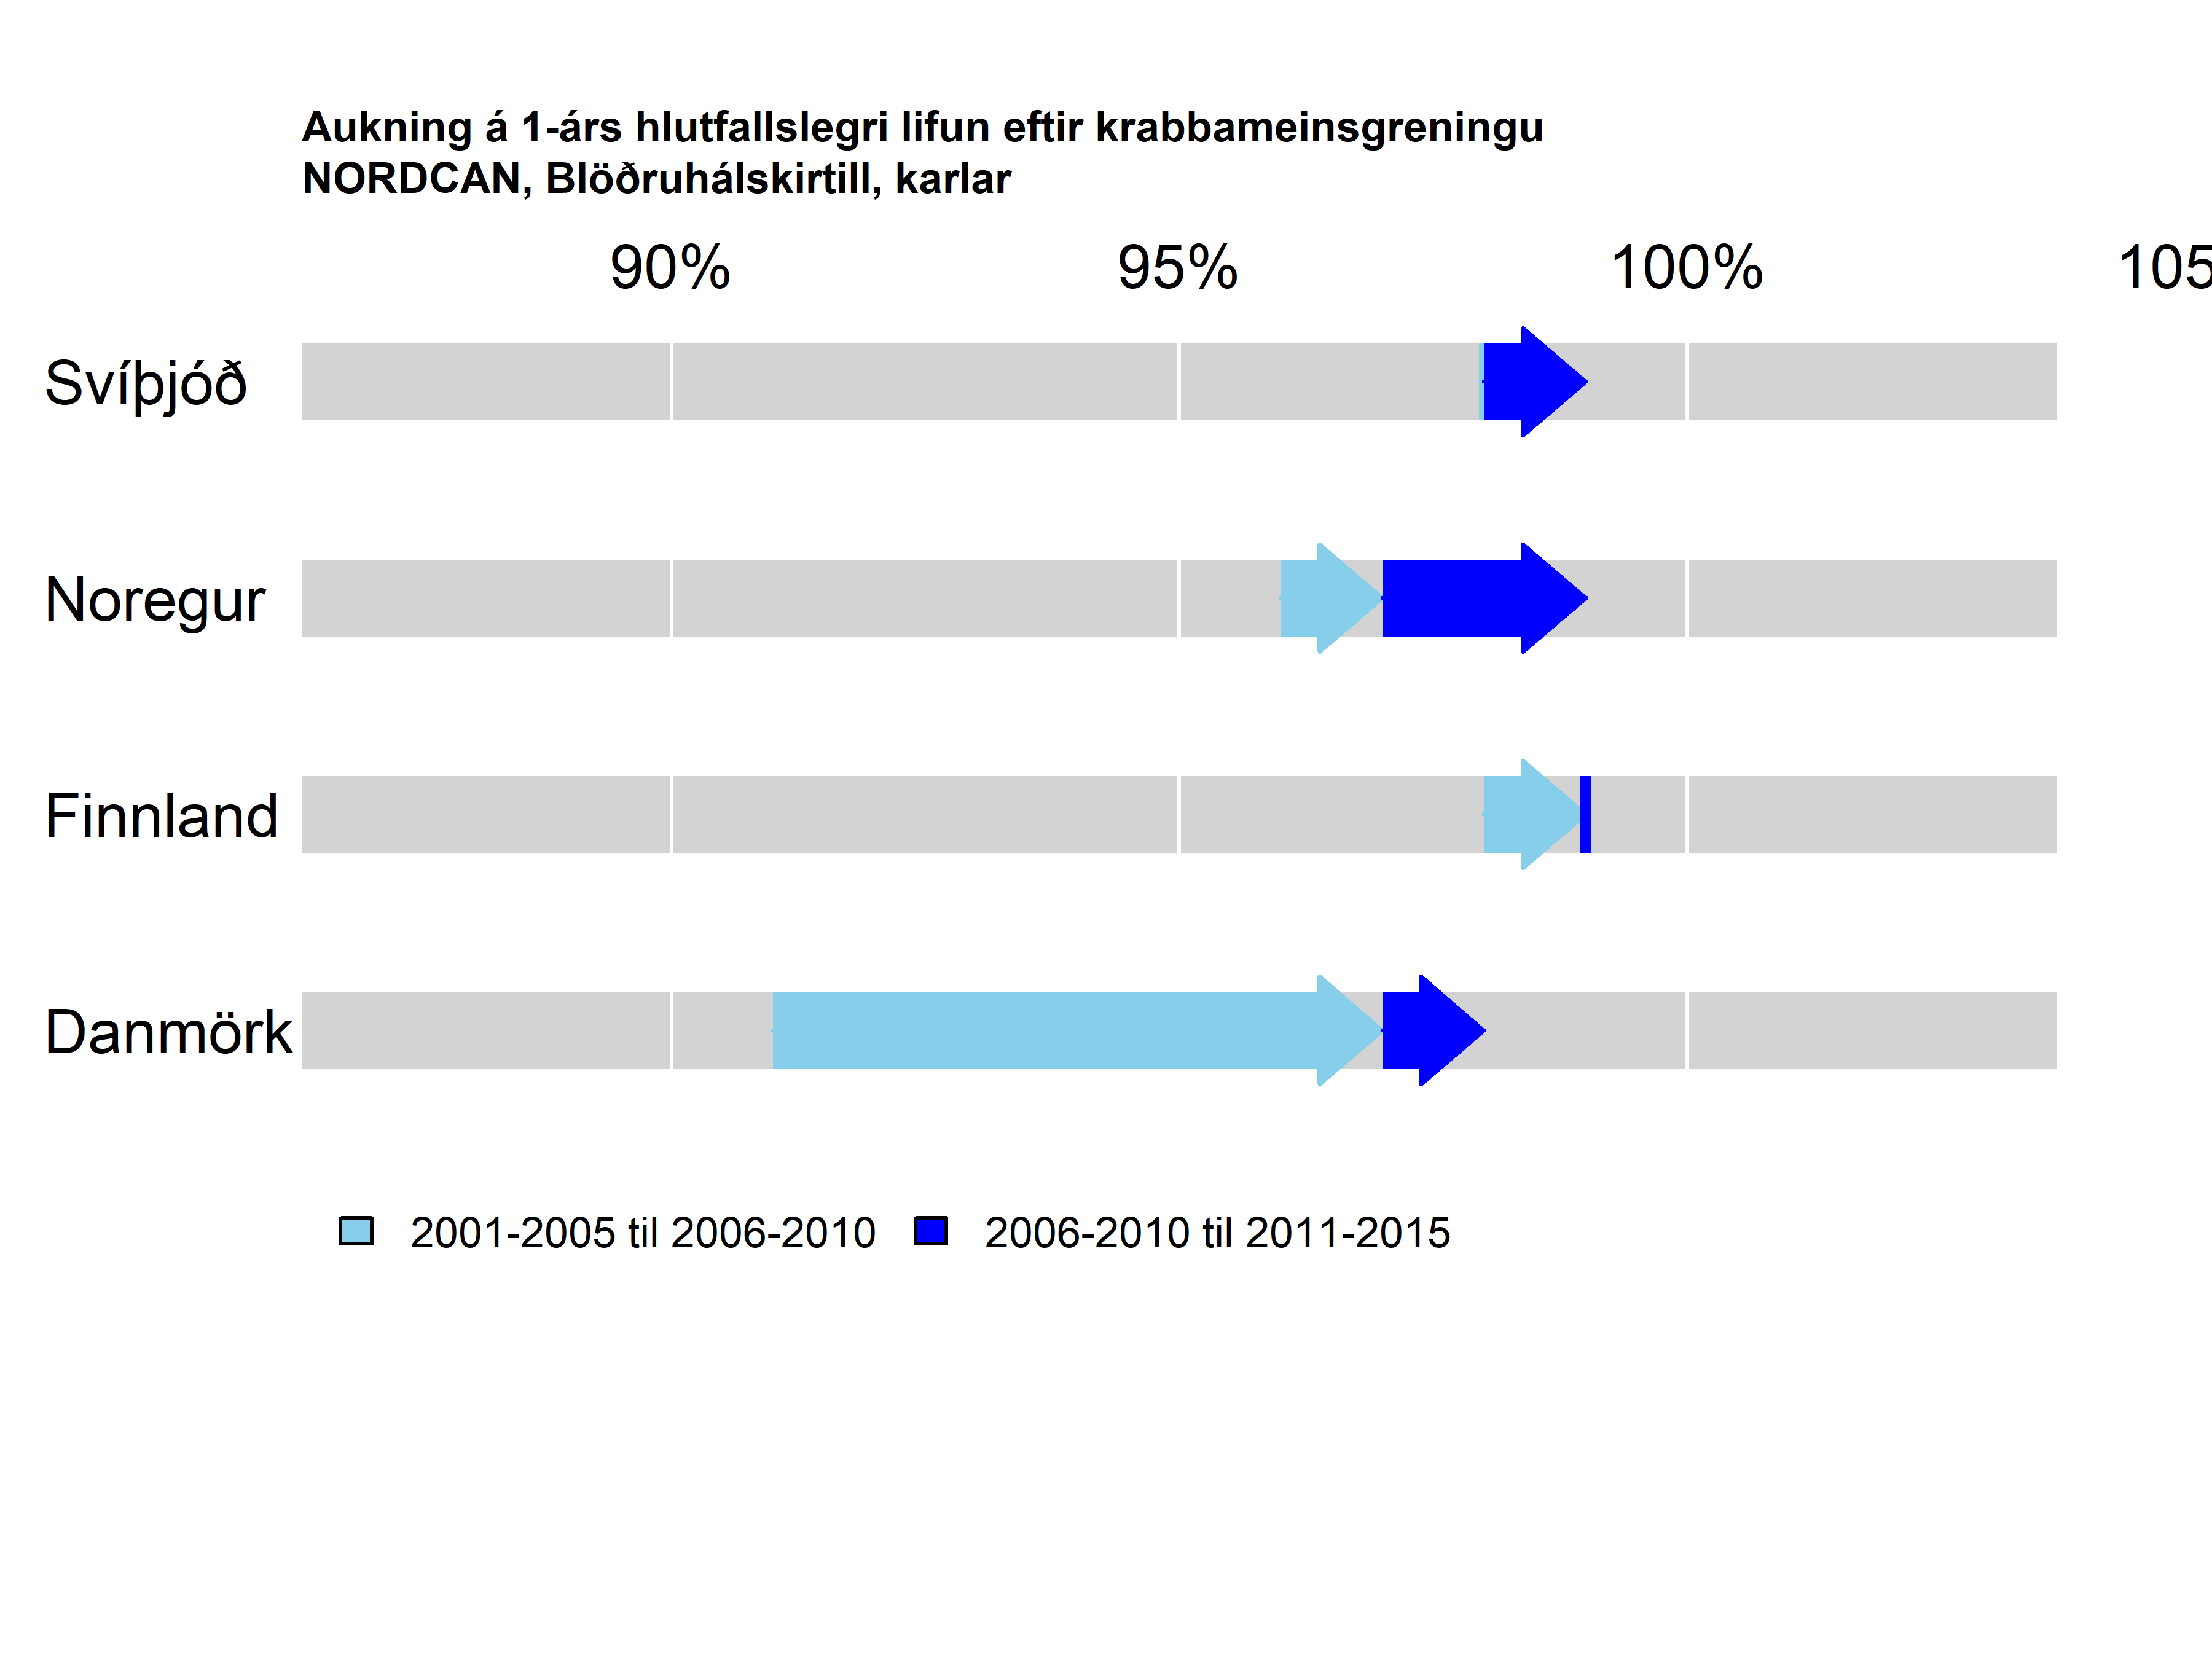 Aukning á 1-árs hlutfallslegri lifun eftir krabbameinsgreningu
NORDCAN, Blöðruhálskirtill, karlar
90% 95% 100% 105
Svíþjóð
Noregur
Finnland
Danmörk
2001-2005 til 2006-2010 2006-2010 til 2011-2015